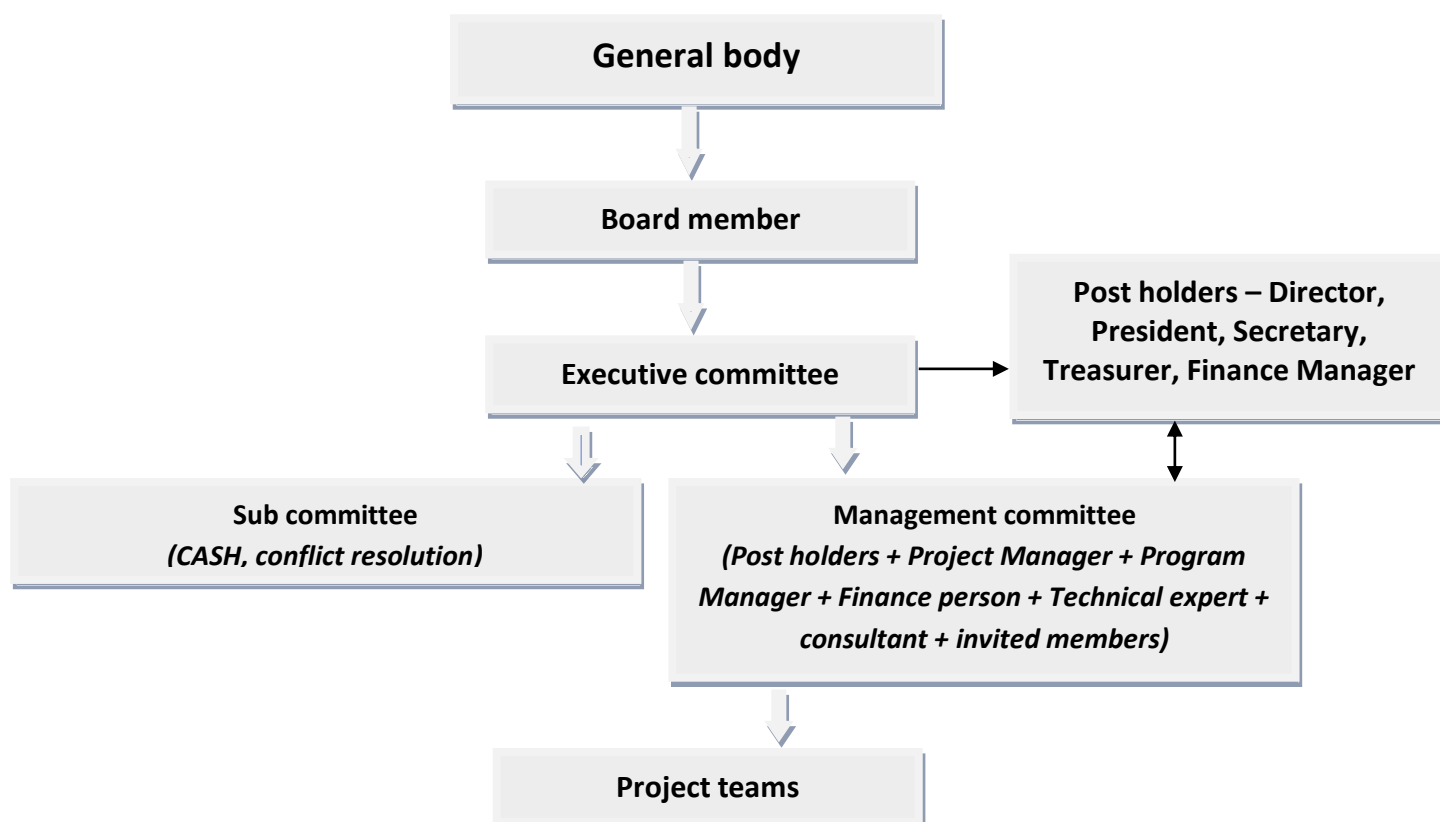 General body
Board member
Executive committee
Post holders – Director,
President, Secretary,
Treasurer, Finance Manager
Sub committee
(CASH, conflict resolution)
Management committee
(Post holders + Project Manager + Program
Manager + Finance person + Technical expert +
consultant + invited members)
Project teams